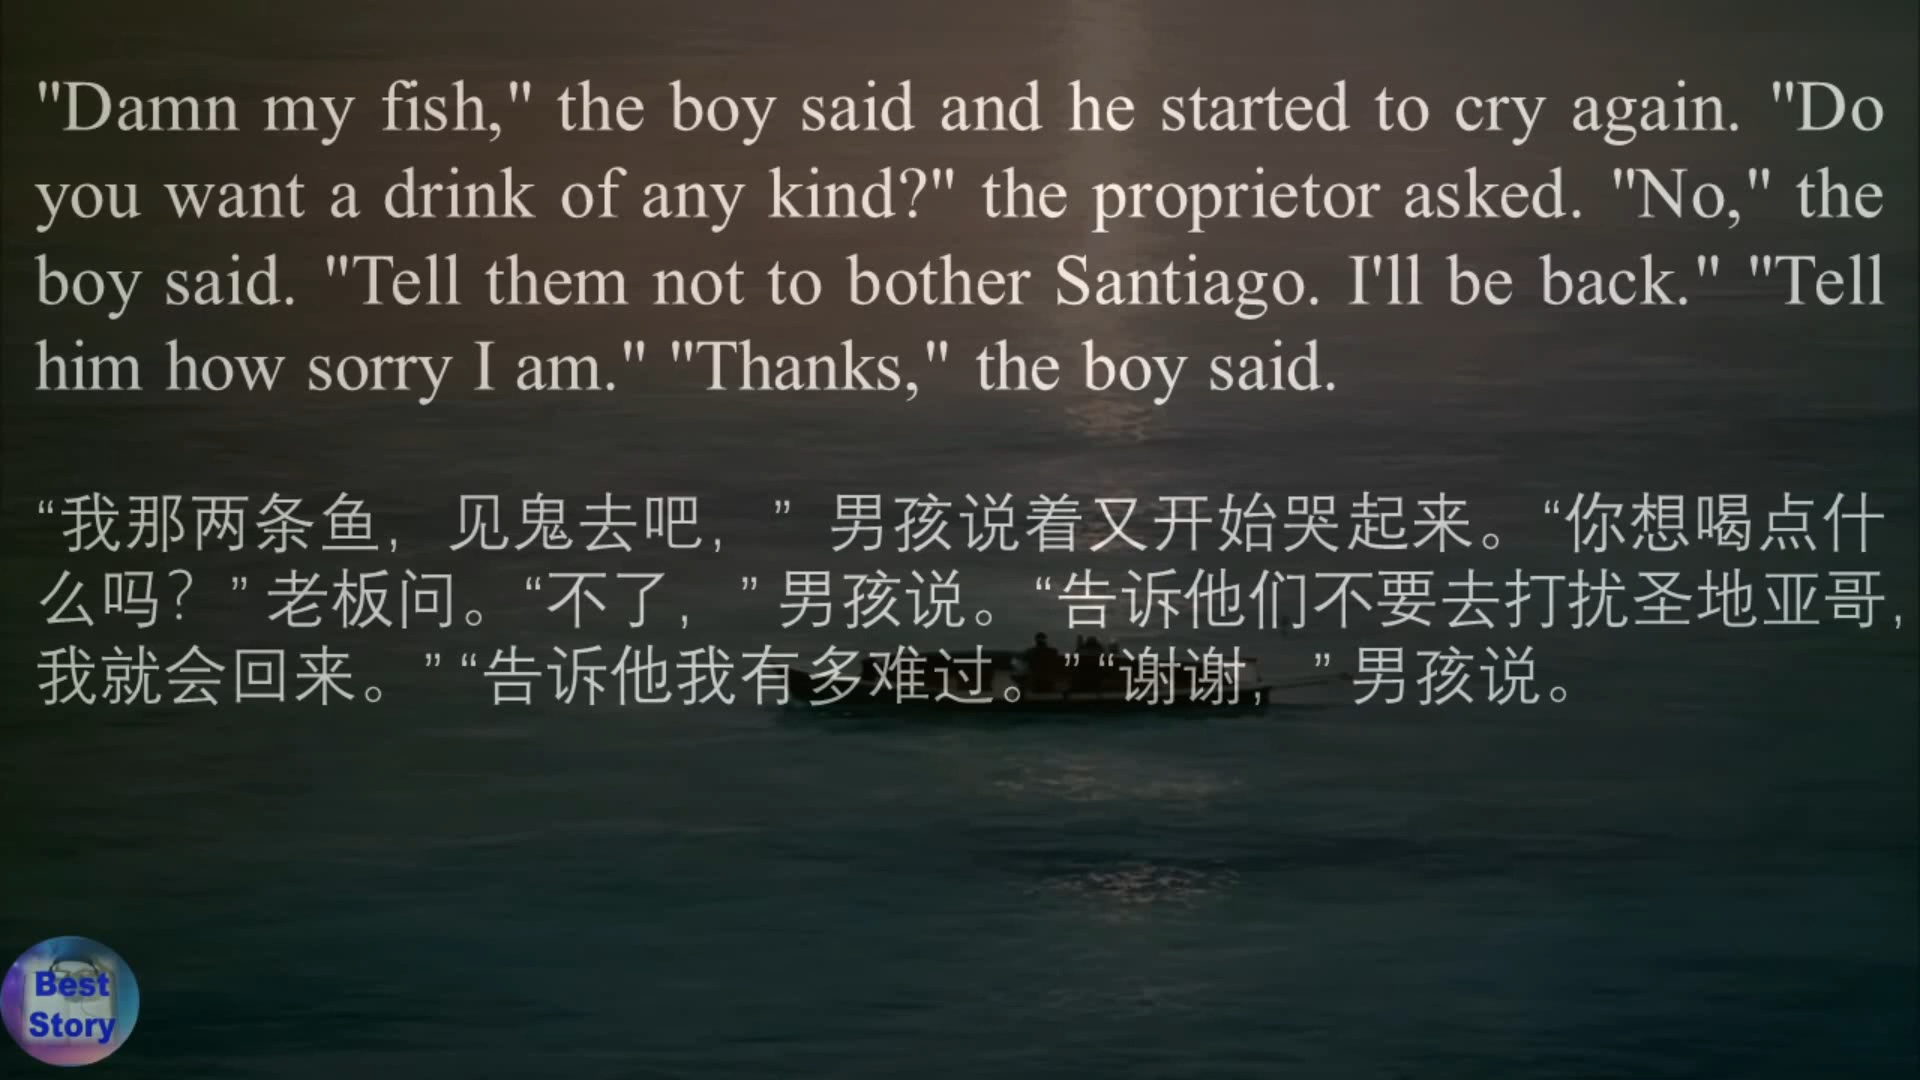 "Damn my fish," the boy said and he started to cry again. "Do
you want a drink of any kind?" the proprietor asked. "No," the
boy said. "Tell them not to bother Santiago. I'll be back." "Tell
him how sorry I am." "Thanks," the boy said.
“我那两条鱼，见鬼去吧，” 男孩说着又开始哭起来。“你想喝点什
么吗？” 老板问。“不了，” 男孩说。“告诉他们不要去打扰圣地亚哥，
我就会回来。” “告诉他我有多难过。” “谢谢，” 男孩说。
Best
Story